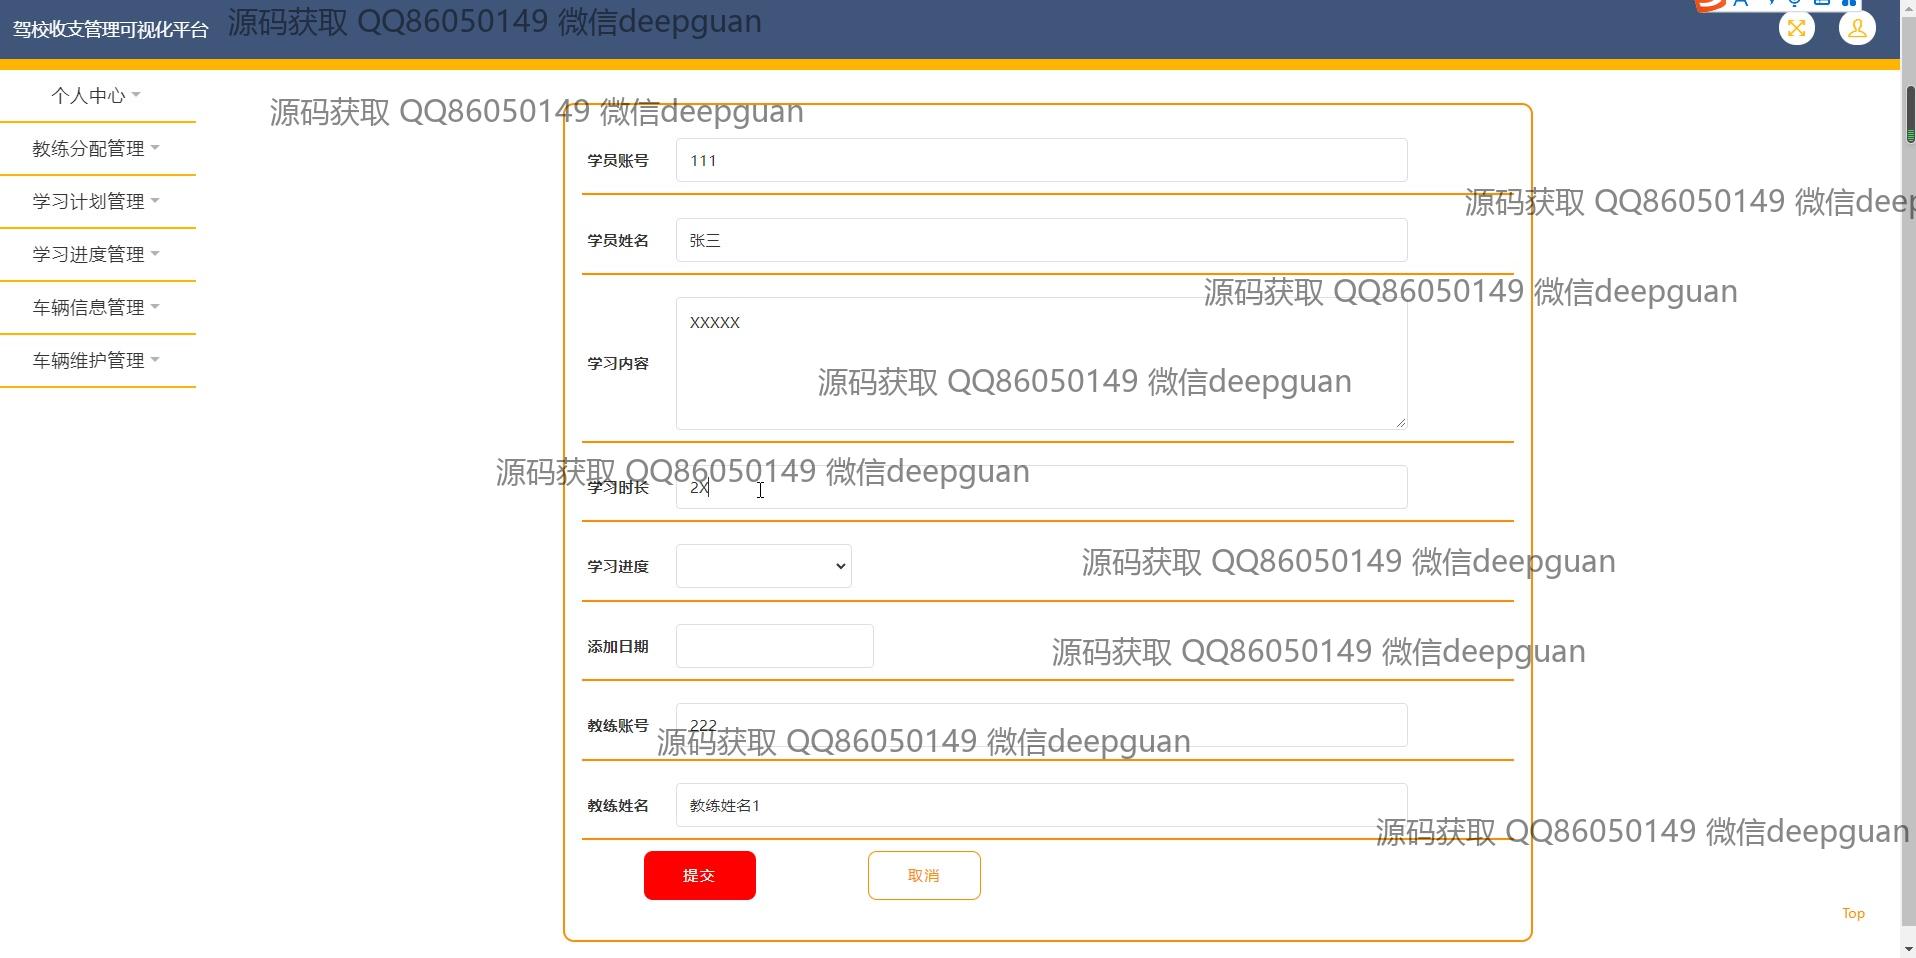 驾校收支管理可视化平台
源码获取 QQ86050149 微信deepguan
个人中心
源码获取 QQ86050149 微信deepguan
教练分配管理
学员账号 111
学习计划管理
源码获取 QQ86050149 微信deep
学员姓名 张三
学习进度管理
源码获取 QQ86050149 微信deepguan
车辆信息管理
XXXXX
车辆维护管理
学习内容
源码获取 QQ86050149 微信deepguan
源码获取 QQ86050149 微信deepguan
学习时长 2X
学习进度
源码获取 QQ86050149 微信deepguan
添加日期
源码获取 QQ86050149 微信deepguan
教练账号 222
源码获取 QQ86050149 微信deepguan
教练姓名 教练姓名1
源码获取 QQ86050149 微信deepguan
提交 取消
Top